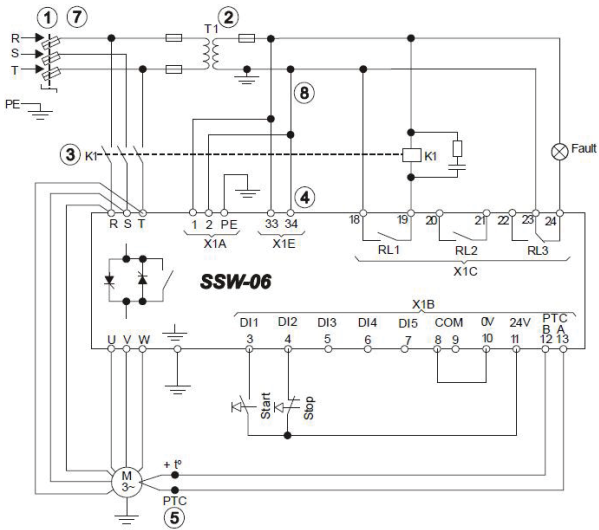 1 7 T1 2
R
S
T
8
PE
3 K1 K1 Fault
4
R S T 1 2 PE 33 34 18 19 20 21 22 23 24
X1A X1E RL1 RL2 RL3
X1C
SSW-06
X1B
DI1 DI2 DI3 DI4 DI5 COM 0V 24V PTC
B A
U V W 3 4 5 6 7 8 9 10 11 12 13
Start Stop
M
3~
+ tº
PTC
5